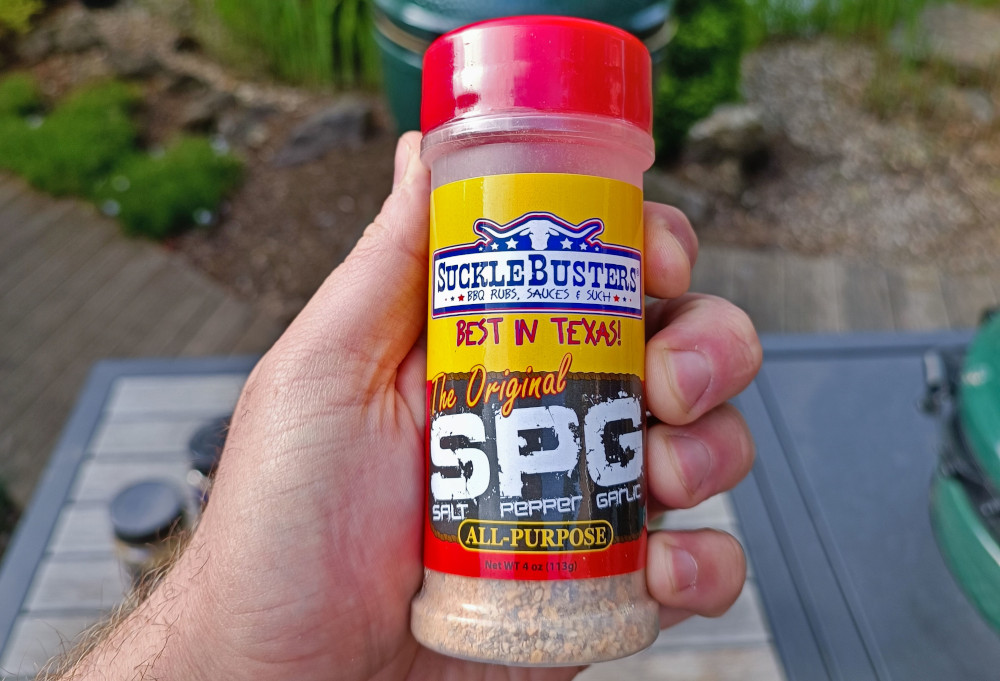 SUCKLEBUSTERS
BBQ RUBS, SAUCES & SUCH
BEST IN TEXAS!
The Original
SPG
SALT PEPPER GARLIC
ALL-PURPOSE
Net WT 4 oz (113g)